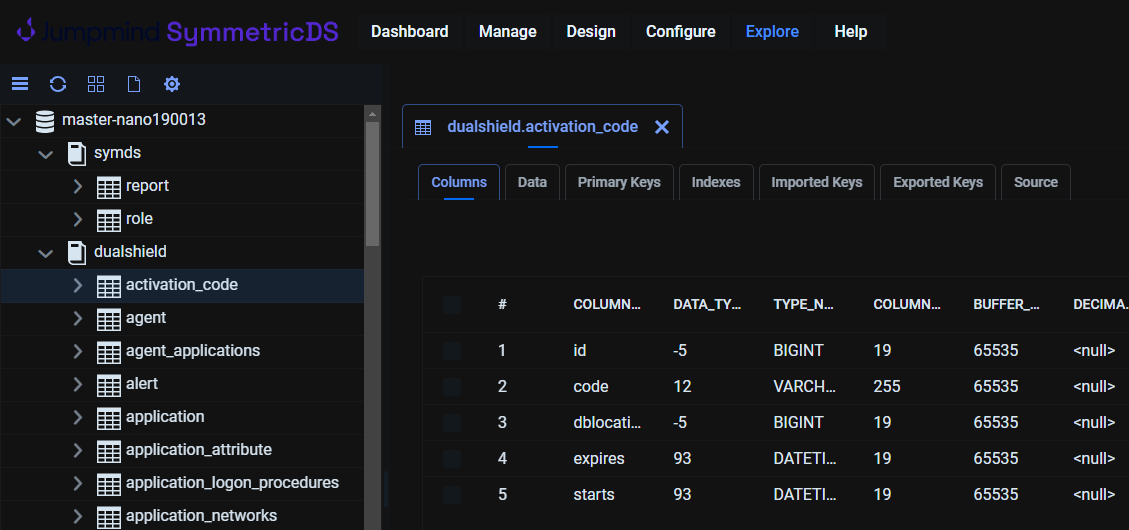 Jumpmind SymmetricDS Dashboard Manage Design Configure Explore Help
master-nano190013
symds
report
role
dualshield
activation_code
agent
agent_applications
alert
application
application_attribute
application_logon_procedures
application_networks
dualshield.activation_code
Columns Data Primary Keys Indexes Imported Keys Exported Keys Source
# COLUMN... DATA_TY... TYPE_N... COLUMN... BUFFER_... DECIMA...
1 id -5 BIGINT 19 65535 <null>
2 code 12 VARCH... 255 65535 <null>
3 dblocati... -5 BIGINT 19 65535 <null>
4 expires 93 DATETI... 19 65535 <null>
5 starts 93 DATETI... 19 65535 <null>